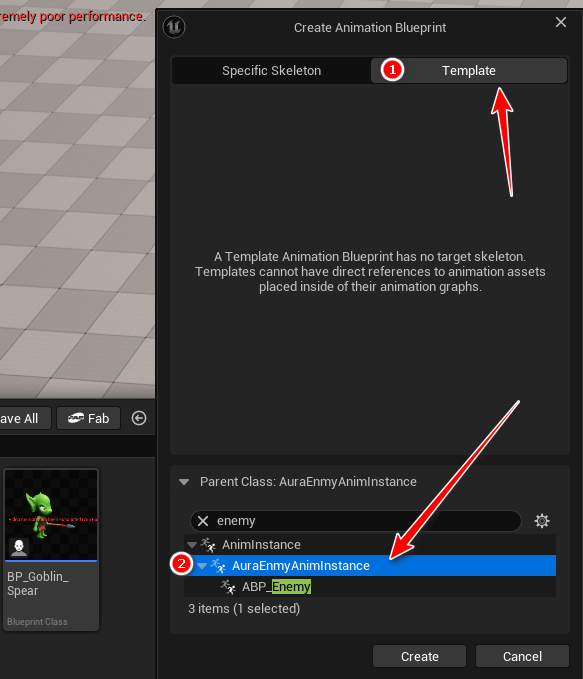 remely poor performance.
Create Animation Blueprint
Specific Skeleton
1
Template
A Template Animation Blueprint has no target skeleton.
Templates cannot have direct references to animation assets
placed inside of their animation graphs.
ave All
Fab
Parent Class: AuraEnmyAnimInstance
enemy
AnimInstance
2
AuraEnmyAnimInstance
ABP_Enemy
3 items (1 selected)
BP_Goblin_
Spear
Blueprint Class
Create
Cancel